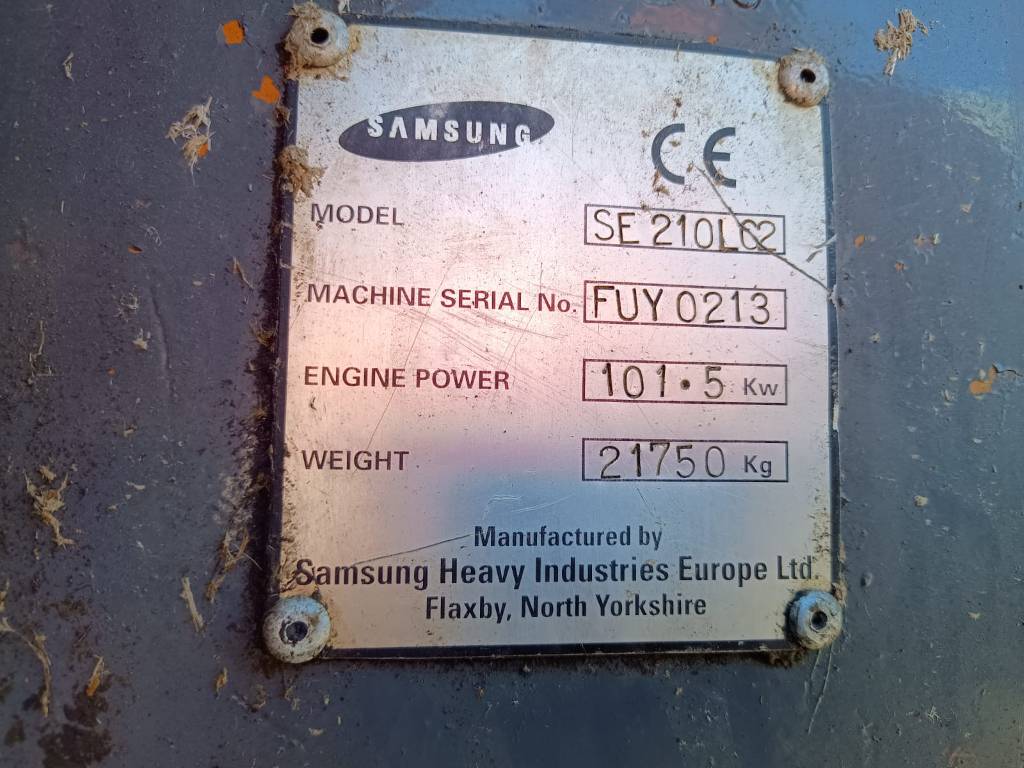 SAMSUNG
CE
MODEL SE 210LC2
MACHINE SERIAL No. FUY 0213
ENGINE POWER 101.5 Kw
WEIGHT 21750 Kg
Manufactured by
Samsung Heavy Industries Europe Ltd
Flaxby, North Yorkshire